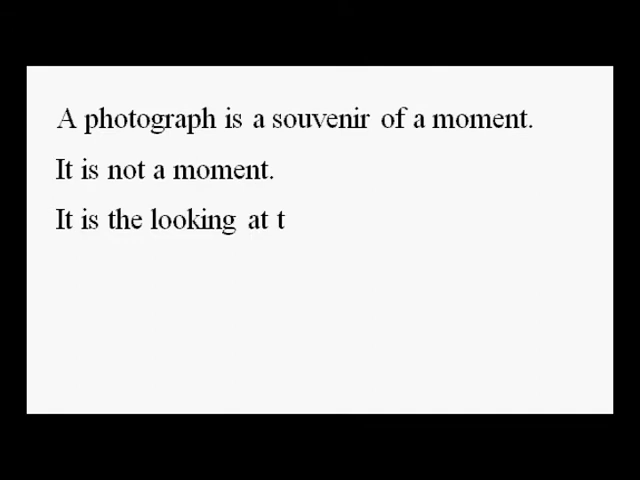 A photograph is a souvenir of a moment.
It is not a moment.
It is the looking at t